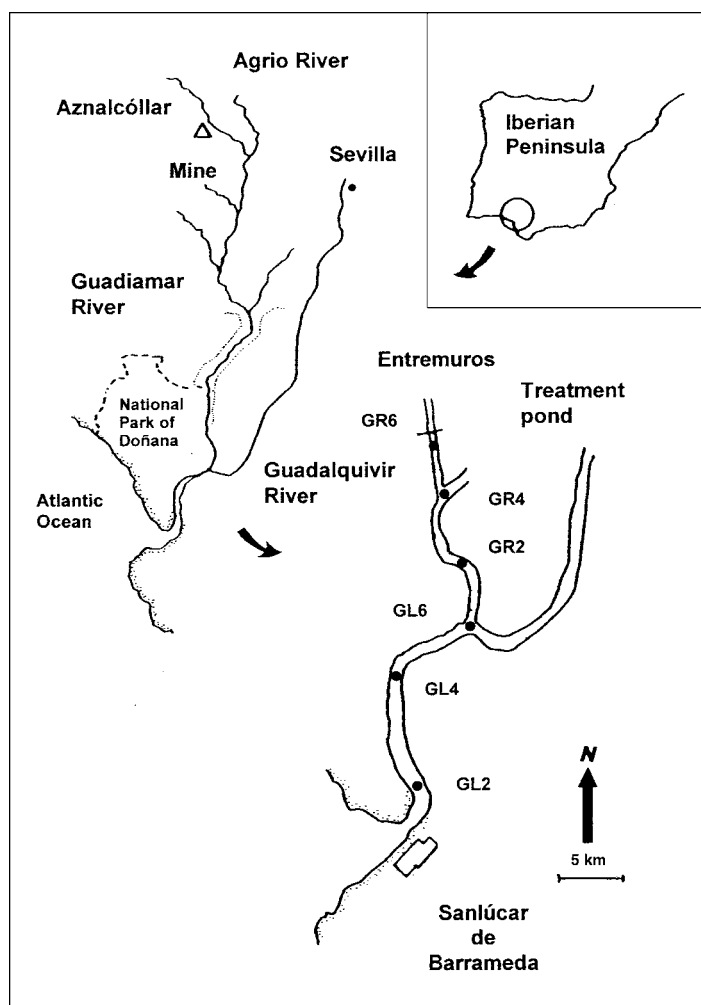 Agrio River
Aznalcóllar
Mine
Sevilla
Iberian
Peninsula
Guadiamar
River
National
Park of
Doñana
Atlantic
Ocean
Guadalquivir
River
Entremuros
Treatment
pond
GR6
GR4
GR2
GL6
GL4
GL2
N
5 km
Sanlúcar
de
Barrameda